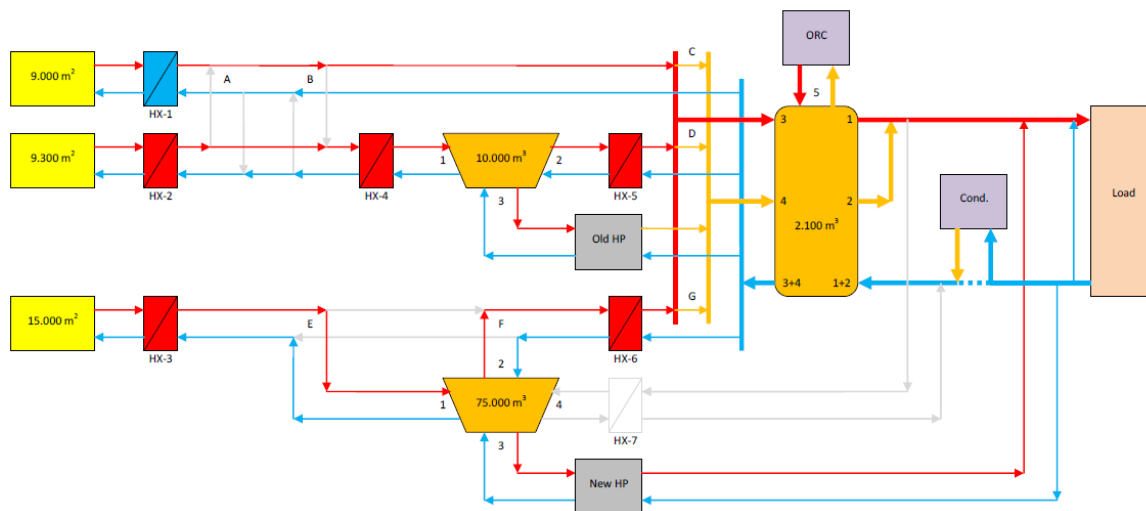 ORC
C
9.000 m²
A
B
HX-1
5
3
1
9.300 m²
D
10.000 m³
1
2
HX-2
HX-4
HX-5
3
4
2
Cond.
Load
2.100 m³
Old HP
3+4
1+2
15.000 m²
E
F
G
HX-3
2
HX-6
75.000 m³
1
4
HX-7
3
New HP